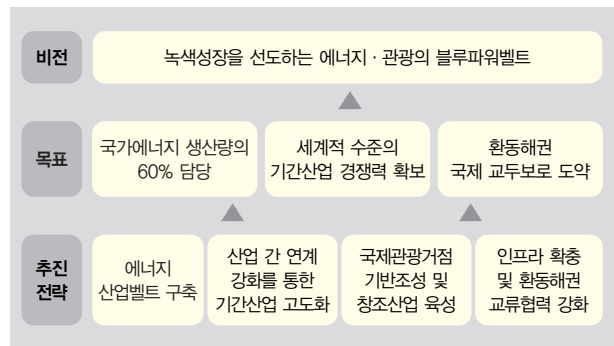 비전
녹색성장을 선도하는 에너지 · 관광의 블루파워벨트
목표
국가에너지 생산량의
60% 담당
세계적 수준의
기간산업 경쟁력 확보
환동해권
국제 교두보로 도약
추진
전략
에너지
산업벨트 구축
산업 간 연계
강화를 통한
기간산업 고도화
국제관광거점
기반조성 및
창조산업 육성
인프라 확충
및 환동해권
교류협력 강화